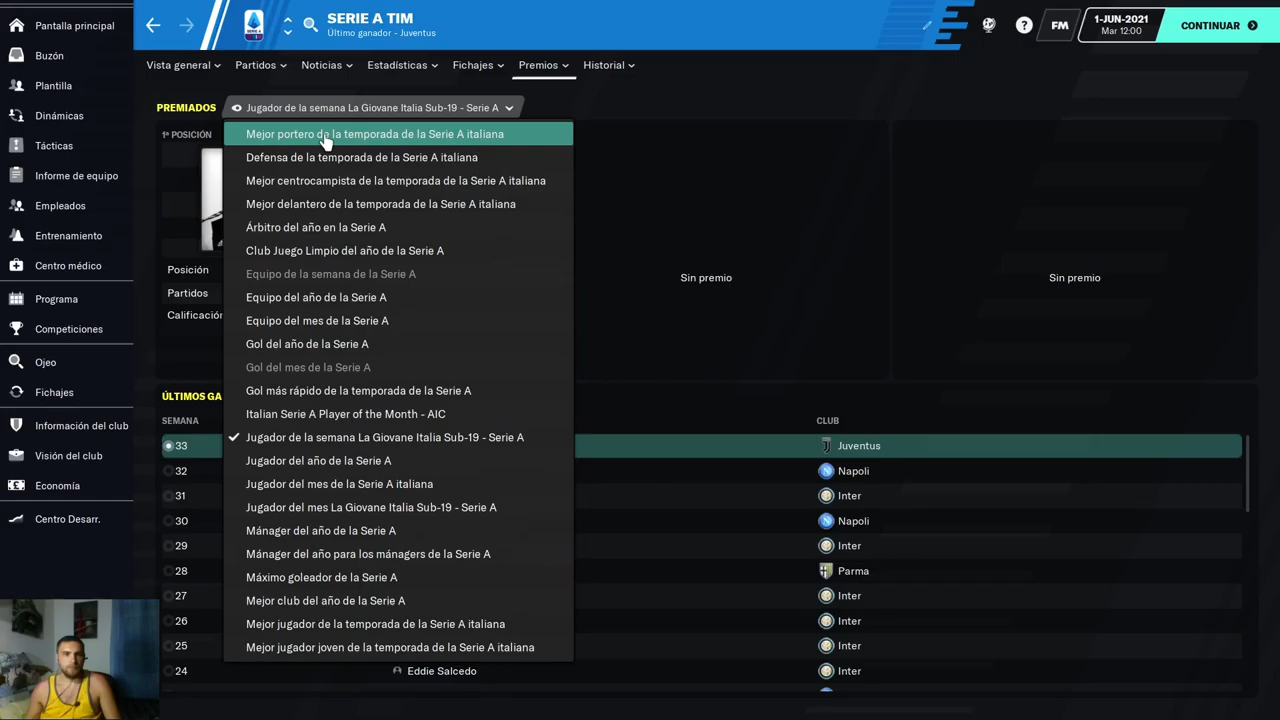 Pantalla principal
Buzón
Plantilla
Dinámicas
Tácticas
Informe de equipo
Empleados
Entrenamiento
Centro médico
Programa
Competiciones
Ojeo
Fichajes
Información del club
Visión del club
Economía
Centro Desarr.
SERIE A TIM
Último ganador - Juventus
FM
1-JUN-2021
Mar 12:00
CONTINUAR
Vista general
Partidos
Noticias
Estadísticas
Fichajes
Premios
Historial
PREMIADOS
Jugador de la semana La Giovane Italia Sub-19 - Serie A
1ª POSICIÓN
Mejor portero de la temporada de la Serie A italiana
Defensa de la temporada de la Serie A italiana
Mejor centrocampista de la temporada de la Serie A italiana
Mejor delantero de la temporada de la Serie A italiana
Árbitro del año en la Serie A
Club Juego Limpio del año de la Serie A
Equipo de la semana de la Serie A
Equipo del año de la Serie A
Equipo del mes de la Serie A
Gol del año de la Serie A
Gol del mes de la Serie A
Gol más rápido de la temporada de la Serie A
Italian Serie A Player of the Month - AIC
Jugador de la semana La Giovane Italia Sub-19 - Serie A
Jugador del año de la Serie A
Jugador del mes de la Serie A italiana
Jugador del mes La Giovane Italia Sub-19 - Serie A
Mánager del año de la Serie A
Mánager del año para los mánagers de la Serie A
Máximo goleador de la Serie A
Mejor club del año de la Serie A
Mejor jugador de la temporada de la Serie A italiana
Mejor jugador joven de la temporada de la Serie A italiana
Posición
Partidos
Calificación
Sin premio
Sin premio
ÚLTIMOS GA
SEMANA
CLUB
33 Juventus
32 Napoli
31 Inter
30 Napoli
29 Inter
28 Parma
27 Inter
26 Inter
25 Inter
24 Eddie Salcedo Inter